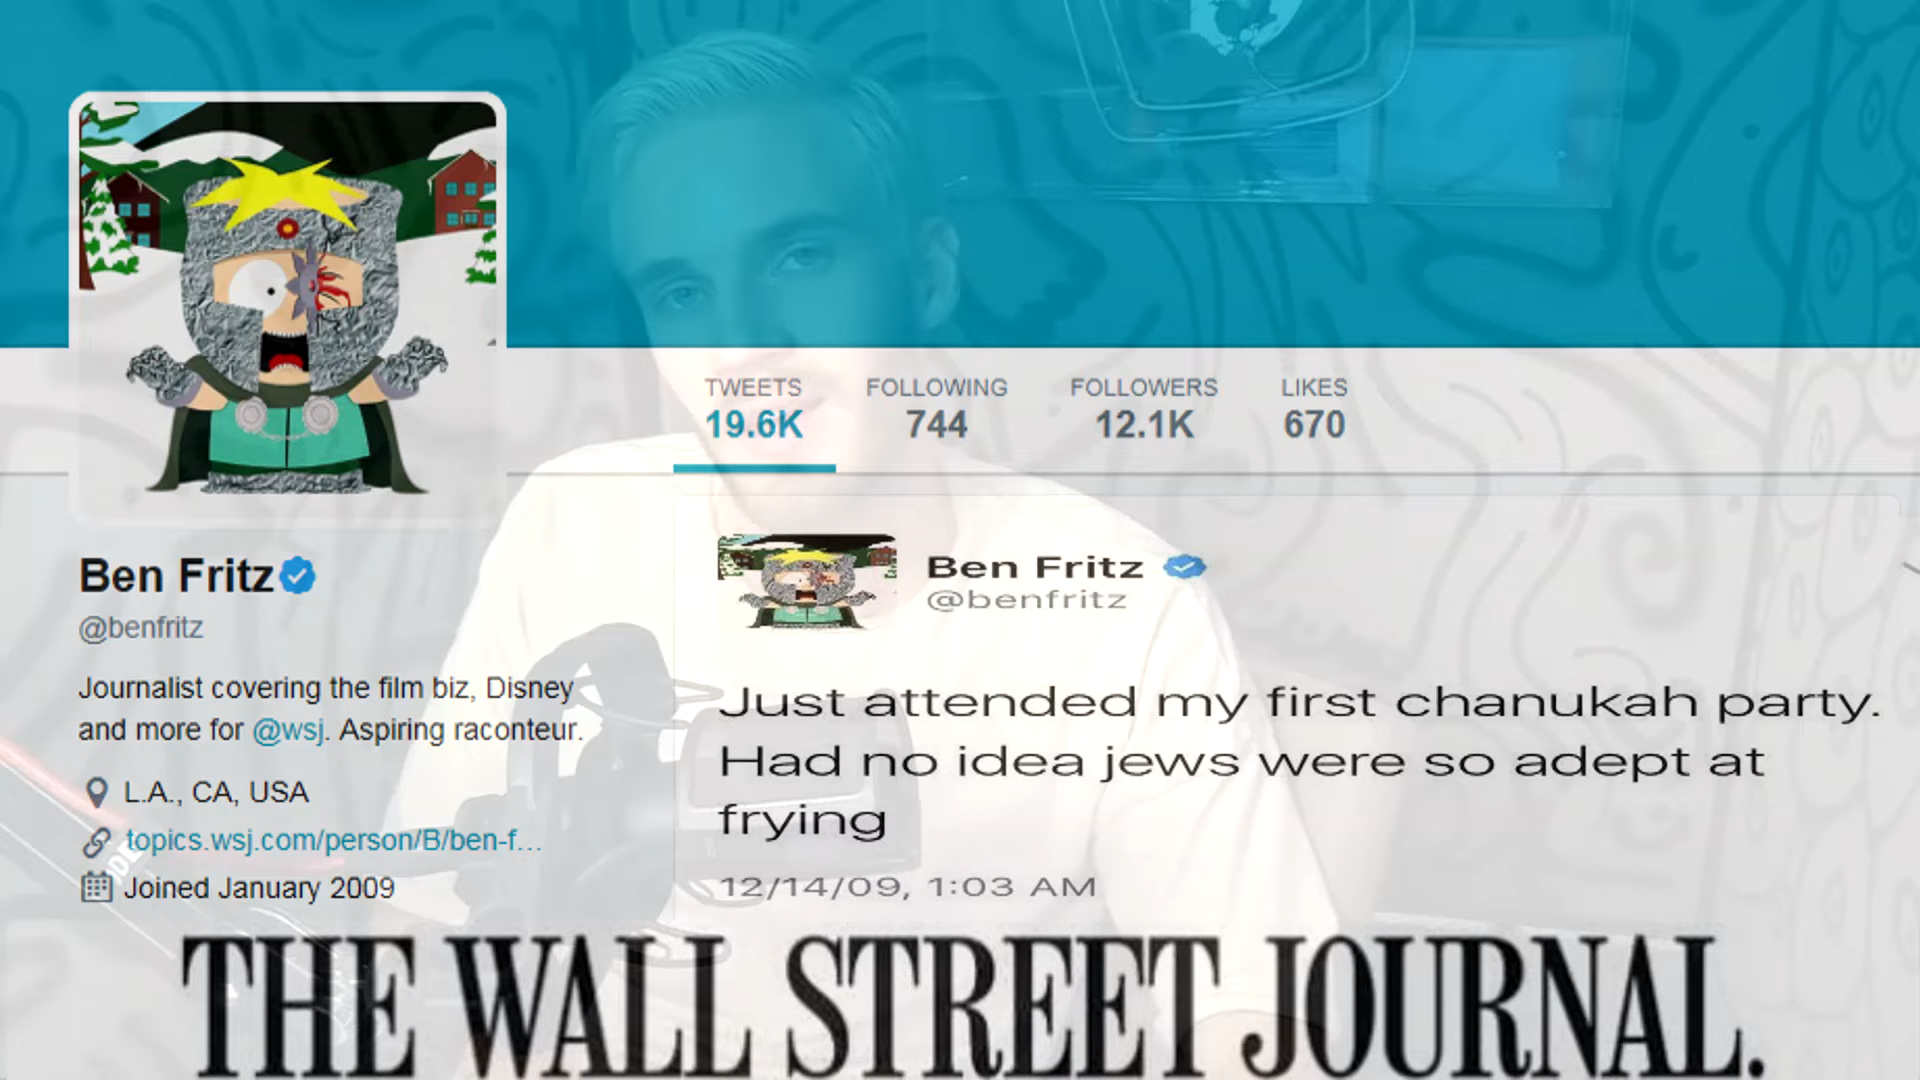 TWEETS FOLLOWING FOLLOWERS LIKES
19.6K 744 12.1K 670
Ben Fritz
@benfritz
Journalist covering the film biz, Disney
and more for @wsj. Aspiring raconteur.
L.A., CA, USA
topics.wsj.com/person/B/ben-f...
Joined January 2009
Ben Fritz
@benfritz
Just attended my first chanukah party.
Had no idea jews were so adept at
frying
12/14/09, 1:03 AM
THE WALL STREET JOURNAL.